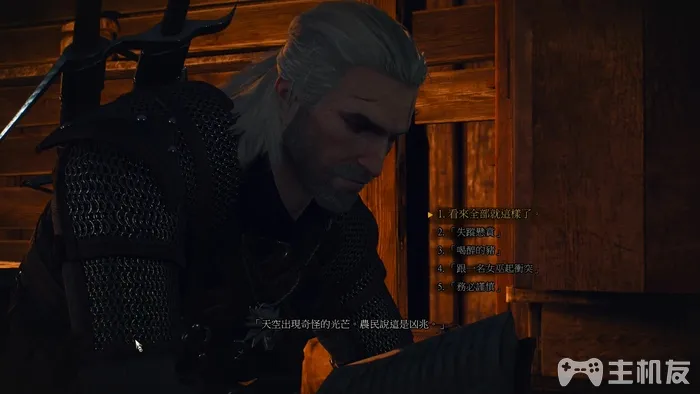 1. 看來全部就這樣了。
2. 「失蹤懸賞」
3. 「喝醉的豬」
4. 「跟一名女巫起衝突」
5. 「務必謹慎」
「天空出現奇怪的光芒，農民說這是凶兆。」
主机友